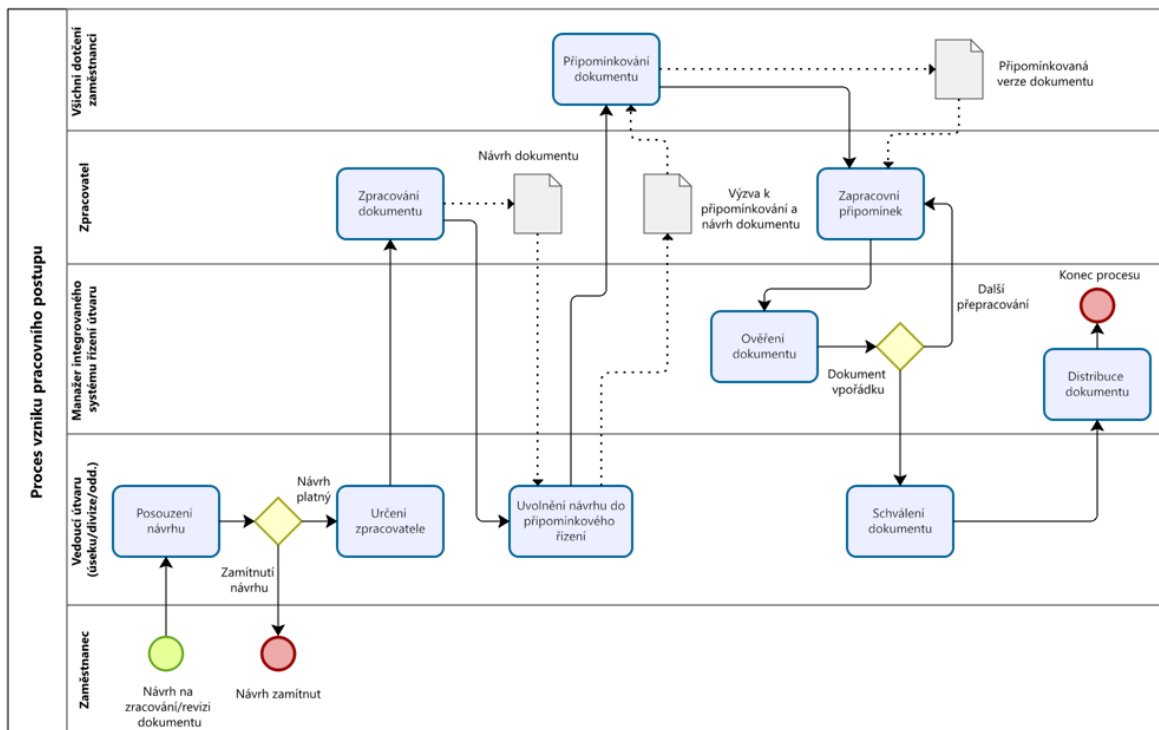 Proces vzniku pracovního postupu
Všichni dotčení
zaměstnanci
Připomínkování
dokumentu
Připomínkovaná
verze dokumentu
Zpracovatel
Zpracování
dokumentu
Návrh dokumentu
Výzva k
připomínkování a
návrh dokumentu
Zapracovní
připomínek
Manažer integrovaného
systému řízení útvaru
Ověření
dokumentu
Dokument
vpořádku
Další
přepracování
Konec procesu
Distribuce
dokumentu
Vedoucí útvaru
(úseku/divize/odd.)
Posouzení
návrhu
Návrh
platný
Zamítnutí
návrhu
Určení
zpracovatele
Uvolnění návrhu do
připomínkového
řízení
Schválení
dokumentu
Zaměstnanec
Návrh na
zracování/revizi
dokumentu
Návrh zamítnut